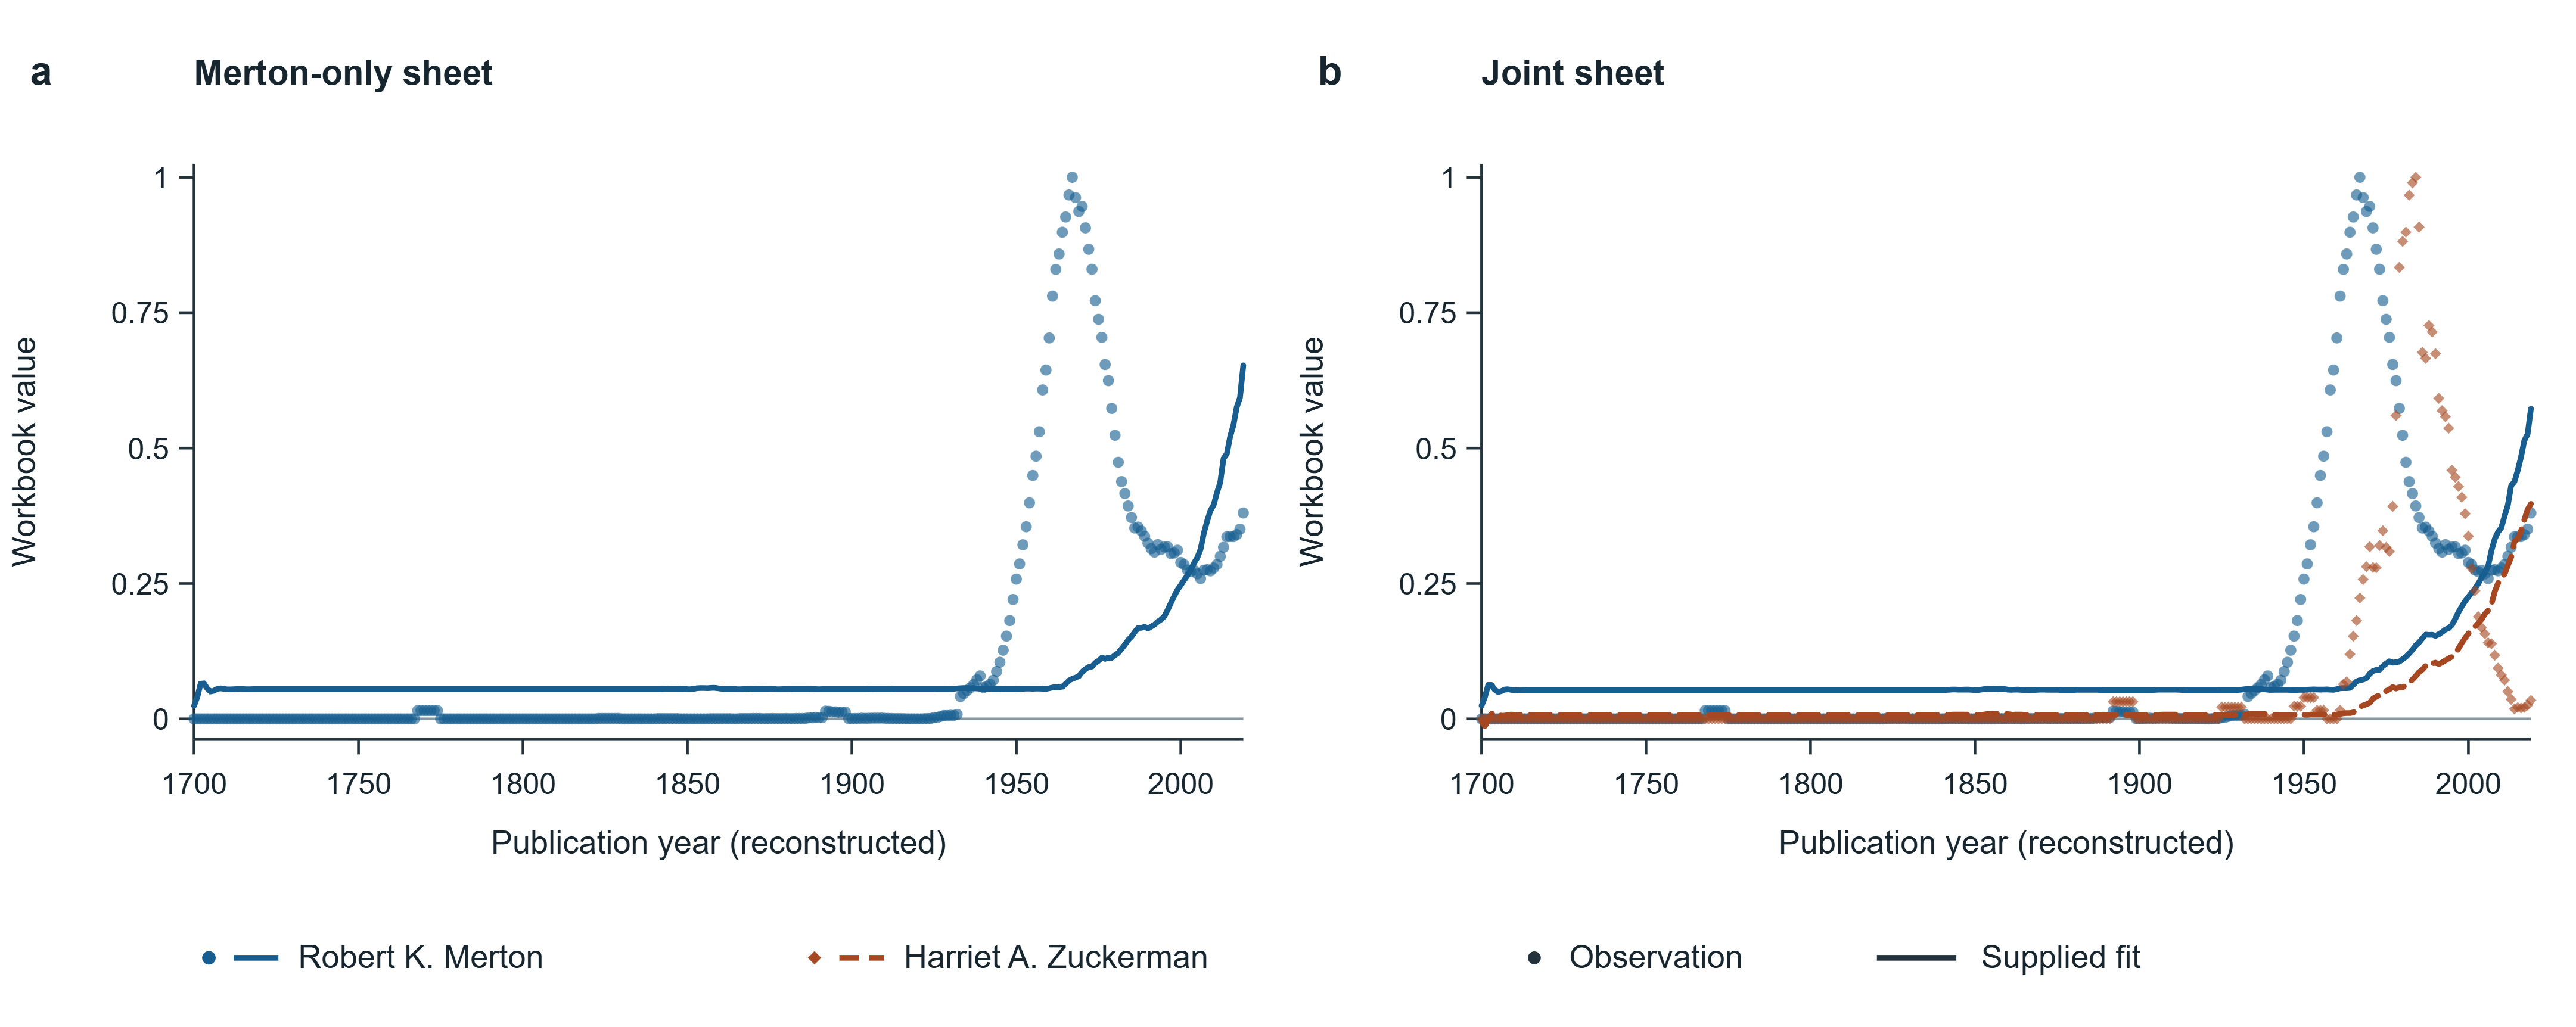 a
Merton-only sheet
Workbook value
1
0.75
0.5
0.25
0
1700 1750 1800 1850 1900 1950 2000
Publication year (reconstructed)
b
Joint sheet
Workbook value
1
0.75
0.5
0.25
0
1700 1750 1800 1850 1900 1950 2000
Publication year (reconstructed)
Robert K. Merton
Harriet A. Zuckerman
Observation
Supplied fit